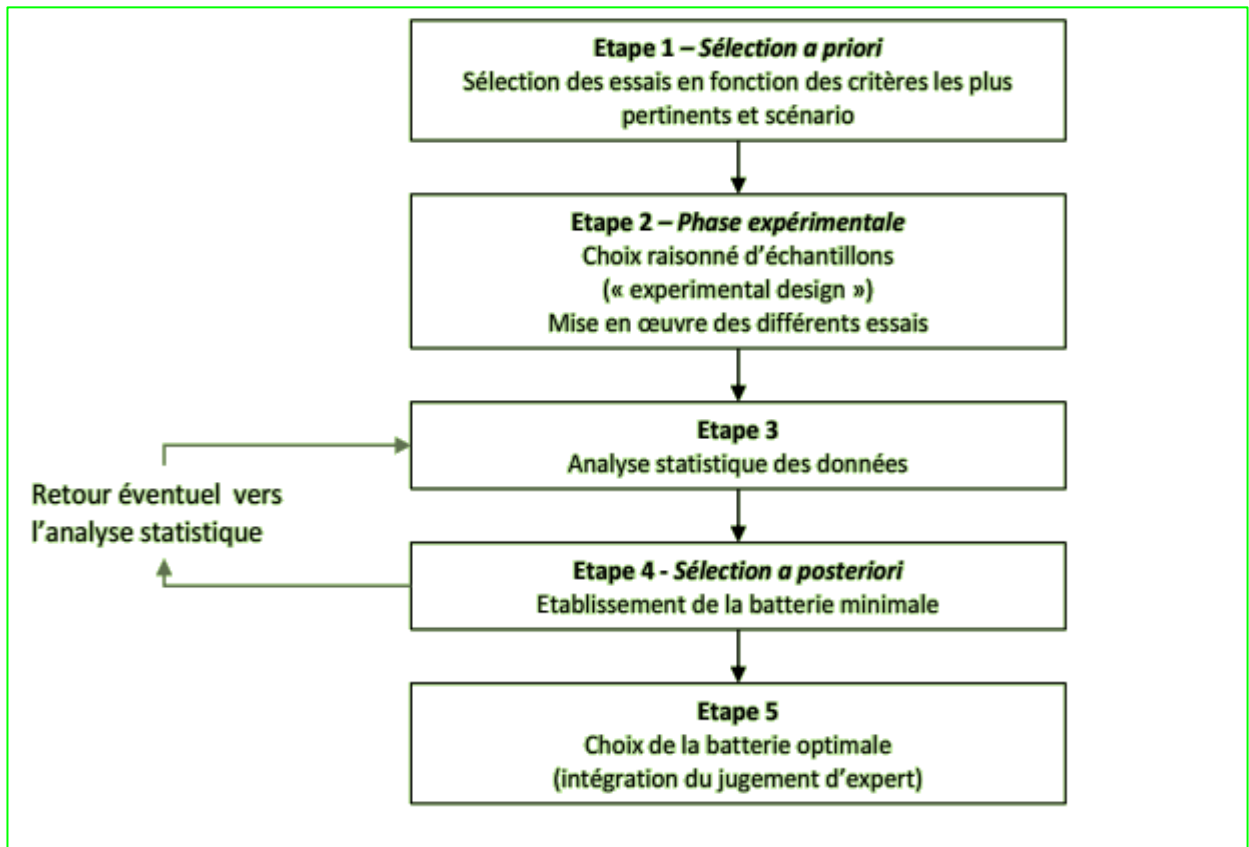 Etape 1 – Sélection a priori
Sélection des essais en fonction des critères les plus
pertinents et scénario
Etape 2 – Phase expérimentale
Choix raisonné d’échantillons
(« experimental design »)
Mise en œuvre des différents essais
Etape 3
Analyse statistique des données
Retour éventuel vers
l’analyse statistique
Etape 4 - Sélection a posteriori
Etablissement de la batterie minimale
Etape 5
Choix de la batterie optimale
(intégration du jugement d’expert)